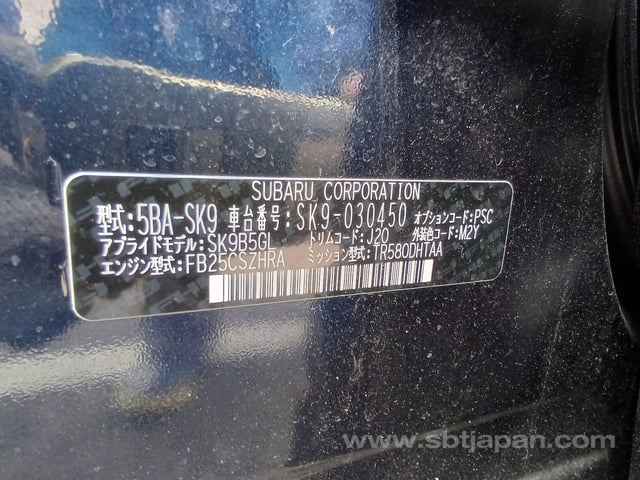 SUBARU CORPORATION
型式:5BA-SK9 車台番号:SK9-030450 オプションコード:PSC
アプライドモデル:SK9B5GL トリムコード:J20 外装色コード:M2Y
エンジン型式:FB25CSZHRA ミッション型式:TR580DHTAA
www.sbtjapan.com